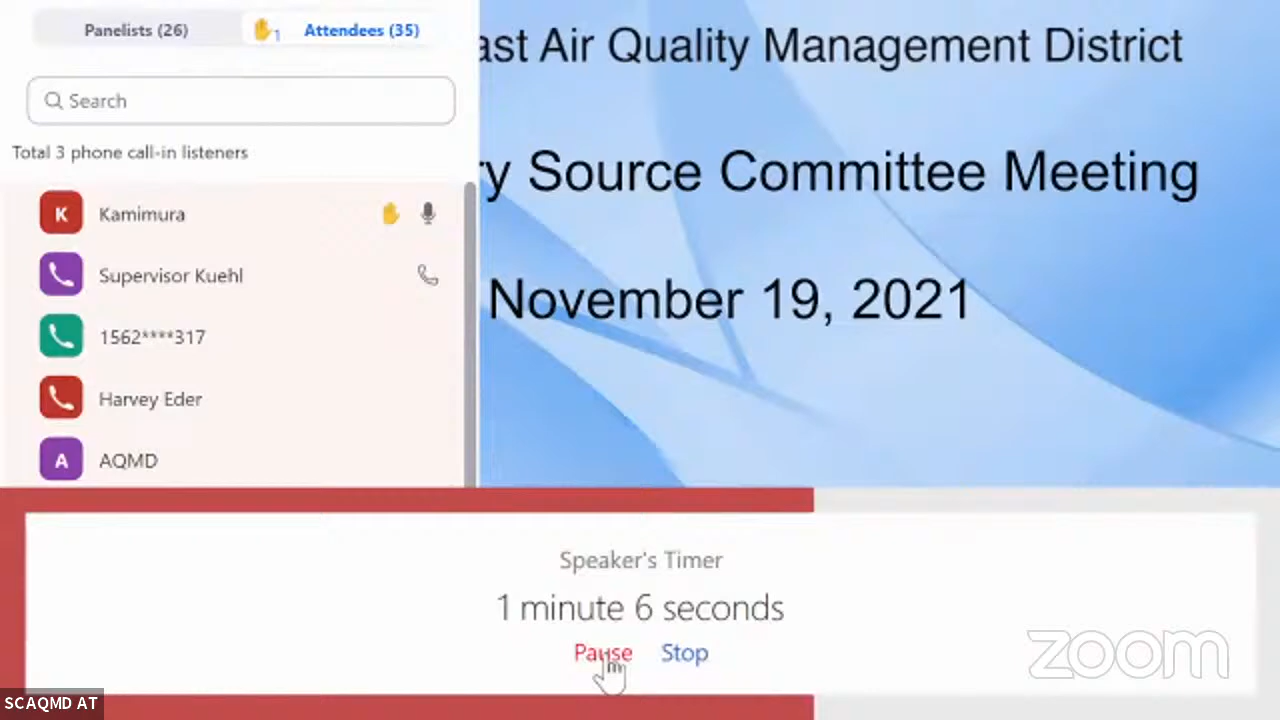 Panelists (26)
1
Attendees (35)
Search
Total 3 phone call-in listeners
K
Kamimura
Supervisor Kuehl
1562****317
Harvey Eder
A
AQMD
ast Air Quality Management District
y Source Committee Meeting
November 19, 2021
Speaker's Timer
1 minute 6 seconds
Pause
Stop
zoom
SCAQMD AT